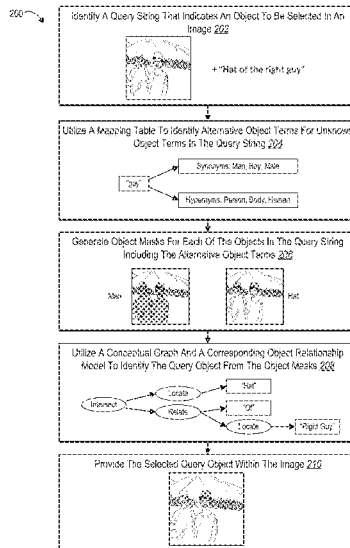 200
Identify A Query String That Indicates An Object To Be Selected In An
Image 202
+ "Hat of the right guy"
Utilize A Mapping Table To Identify Alternative Object Terms For Unknown
Object Terms In The Query String 204
Synonyms: Man, Boy, Male
"guy"
Hypernyms: Person, Body, Human
Generate Object Masks For Each Of The Objects In The Query String
Including The Alternative Object Terms 206
Man
Hat
Utilize A Conceptual Graph And A Corresponding Object Relationship
Model To Identify The Query Object From The Object Masks 208
Locate
"Hat"
Intersect
Relate
"Of"
Locate
"Right Guy"
Provide The Selected Query Object Within The Image 210